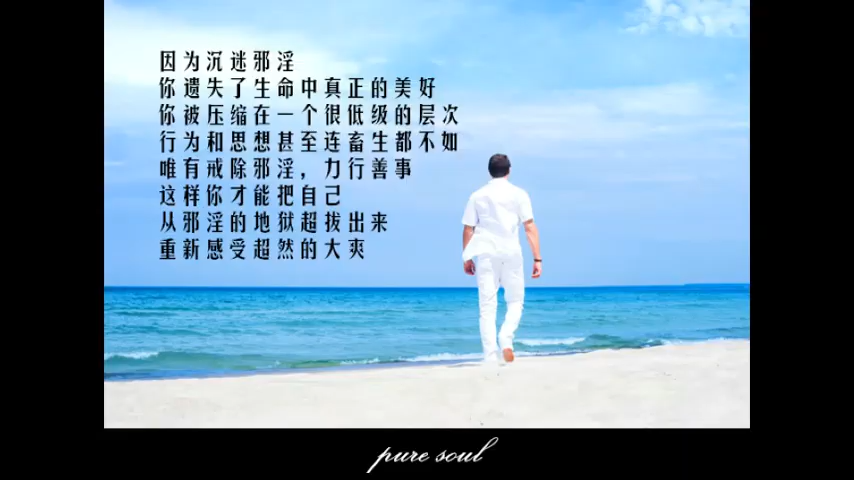 因为沉迷邪淫
你遗失了生命中真正的美好
你被压缩在一个很低级的层次
行为和思想甚至连畜生都不如
唯有戒除邪淫，力行善事
这样你才能把自己
从邪淫的地狱超拔出来
重新感受超然的大爽
pure soul